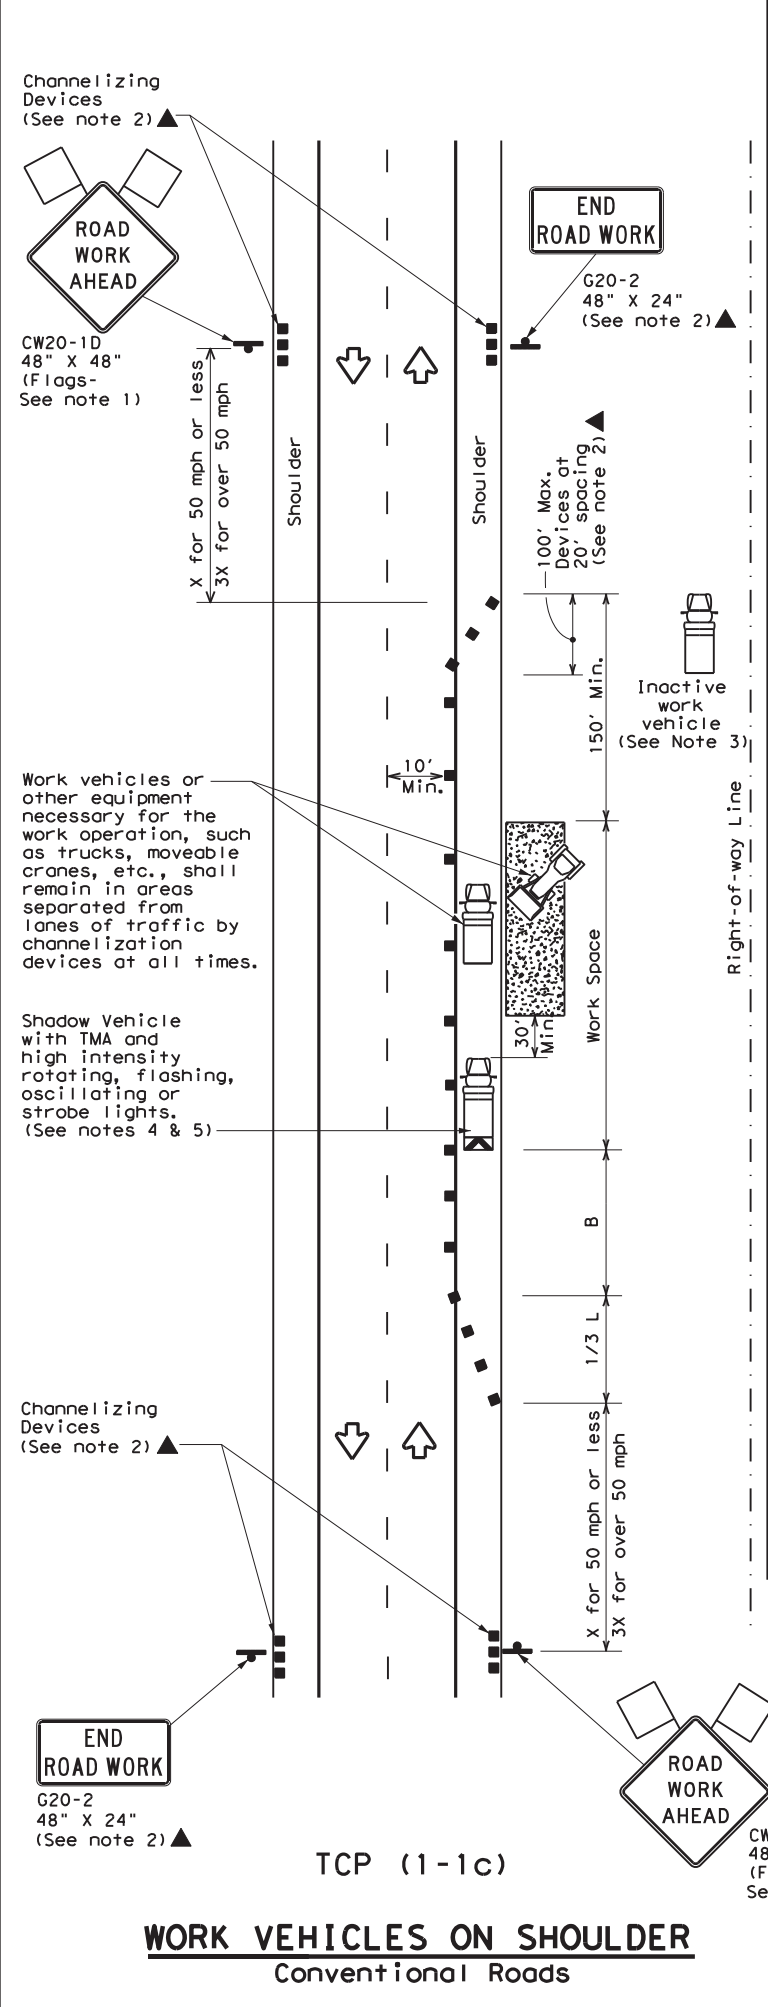 Channelizing
Devices
(See note 2)
ROAD
WORK
AHEAD
CW20-1D
48" X 48"
(Flags-
See note 1)
END
ROAD WORK
G20-2
48" X 24"
(See note 2)
X for 50 mph or less
3X for over 50 mph
Shoulder
Shoulder
100' Max.
Devices at
20' spacing
(See note 2)
150' Min.
Inactive
work
vehicle
(See Note 3)
10'
Min.
Work vehicles or
other equipment
necessary for the
work operation, such
as trucks, moveable
cranes, etc., shall
remain in areas
separated from
lanes of traffic by
channelization
devices at all times.
Right-of-way Line
Work Space
30'
Min.
Shadow Vehicle
with TMA and
high intensity
rotating, flashing,
oscillating or
strobe lights.
(See notes 4 & 5)
B
1/3 L
Channelizing
Devices
(See note 2)
X for 50 mph or less
3X for over 50 mph
END
ROAD WORK
G20-2
48" X 24"
(See note 2)
ROAD
WORK
AHEAD
CW
48
(F
Se
TCP (1-1c)
WORK VEHICLES ON SHOULDER
Conventional Roads